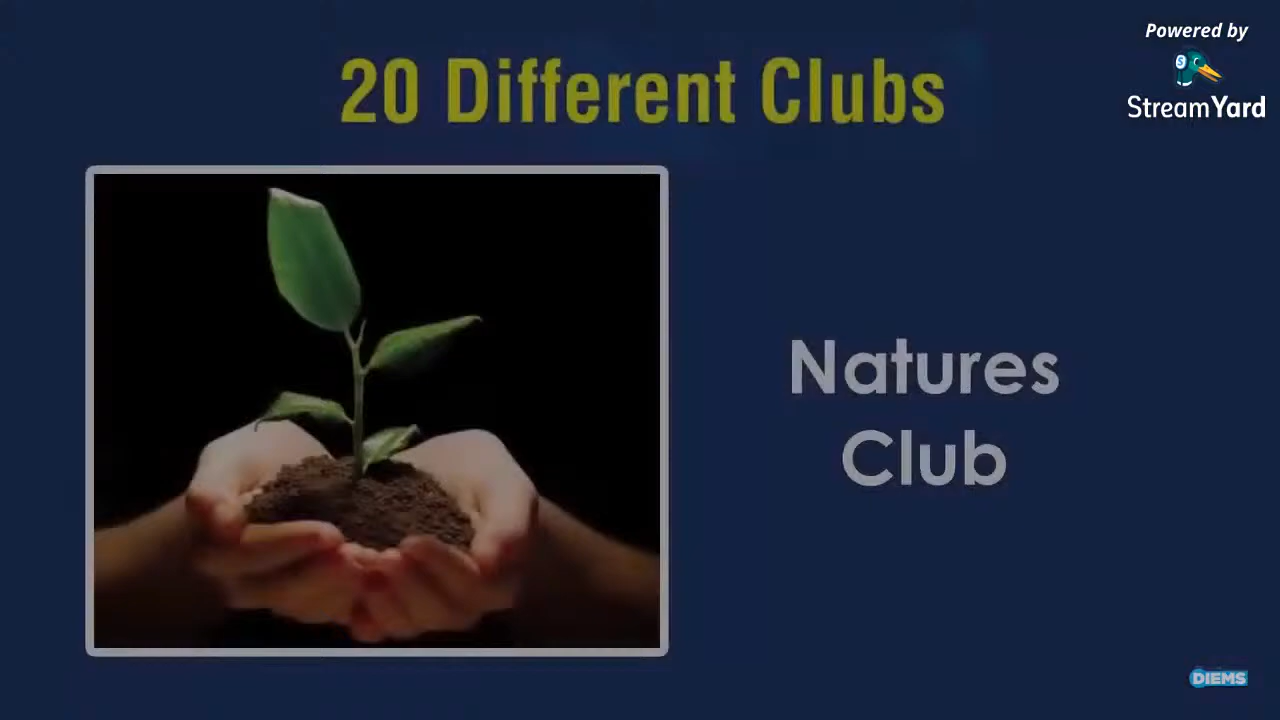 Powered by
StreamYard
20 Different Clubs
Natures
Club
DIEMS